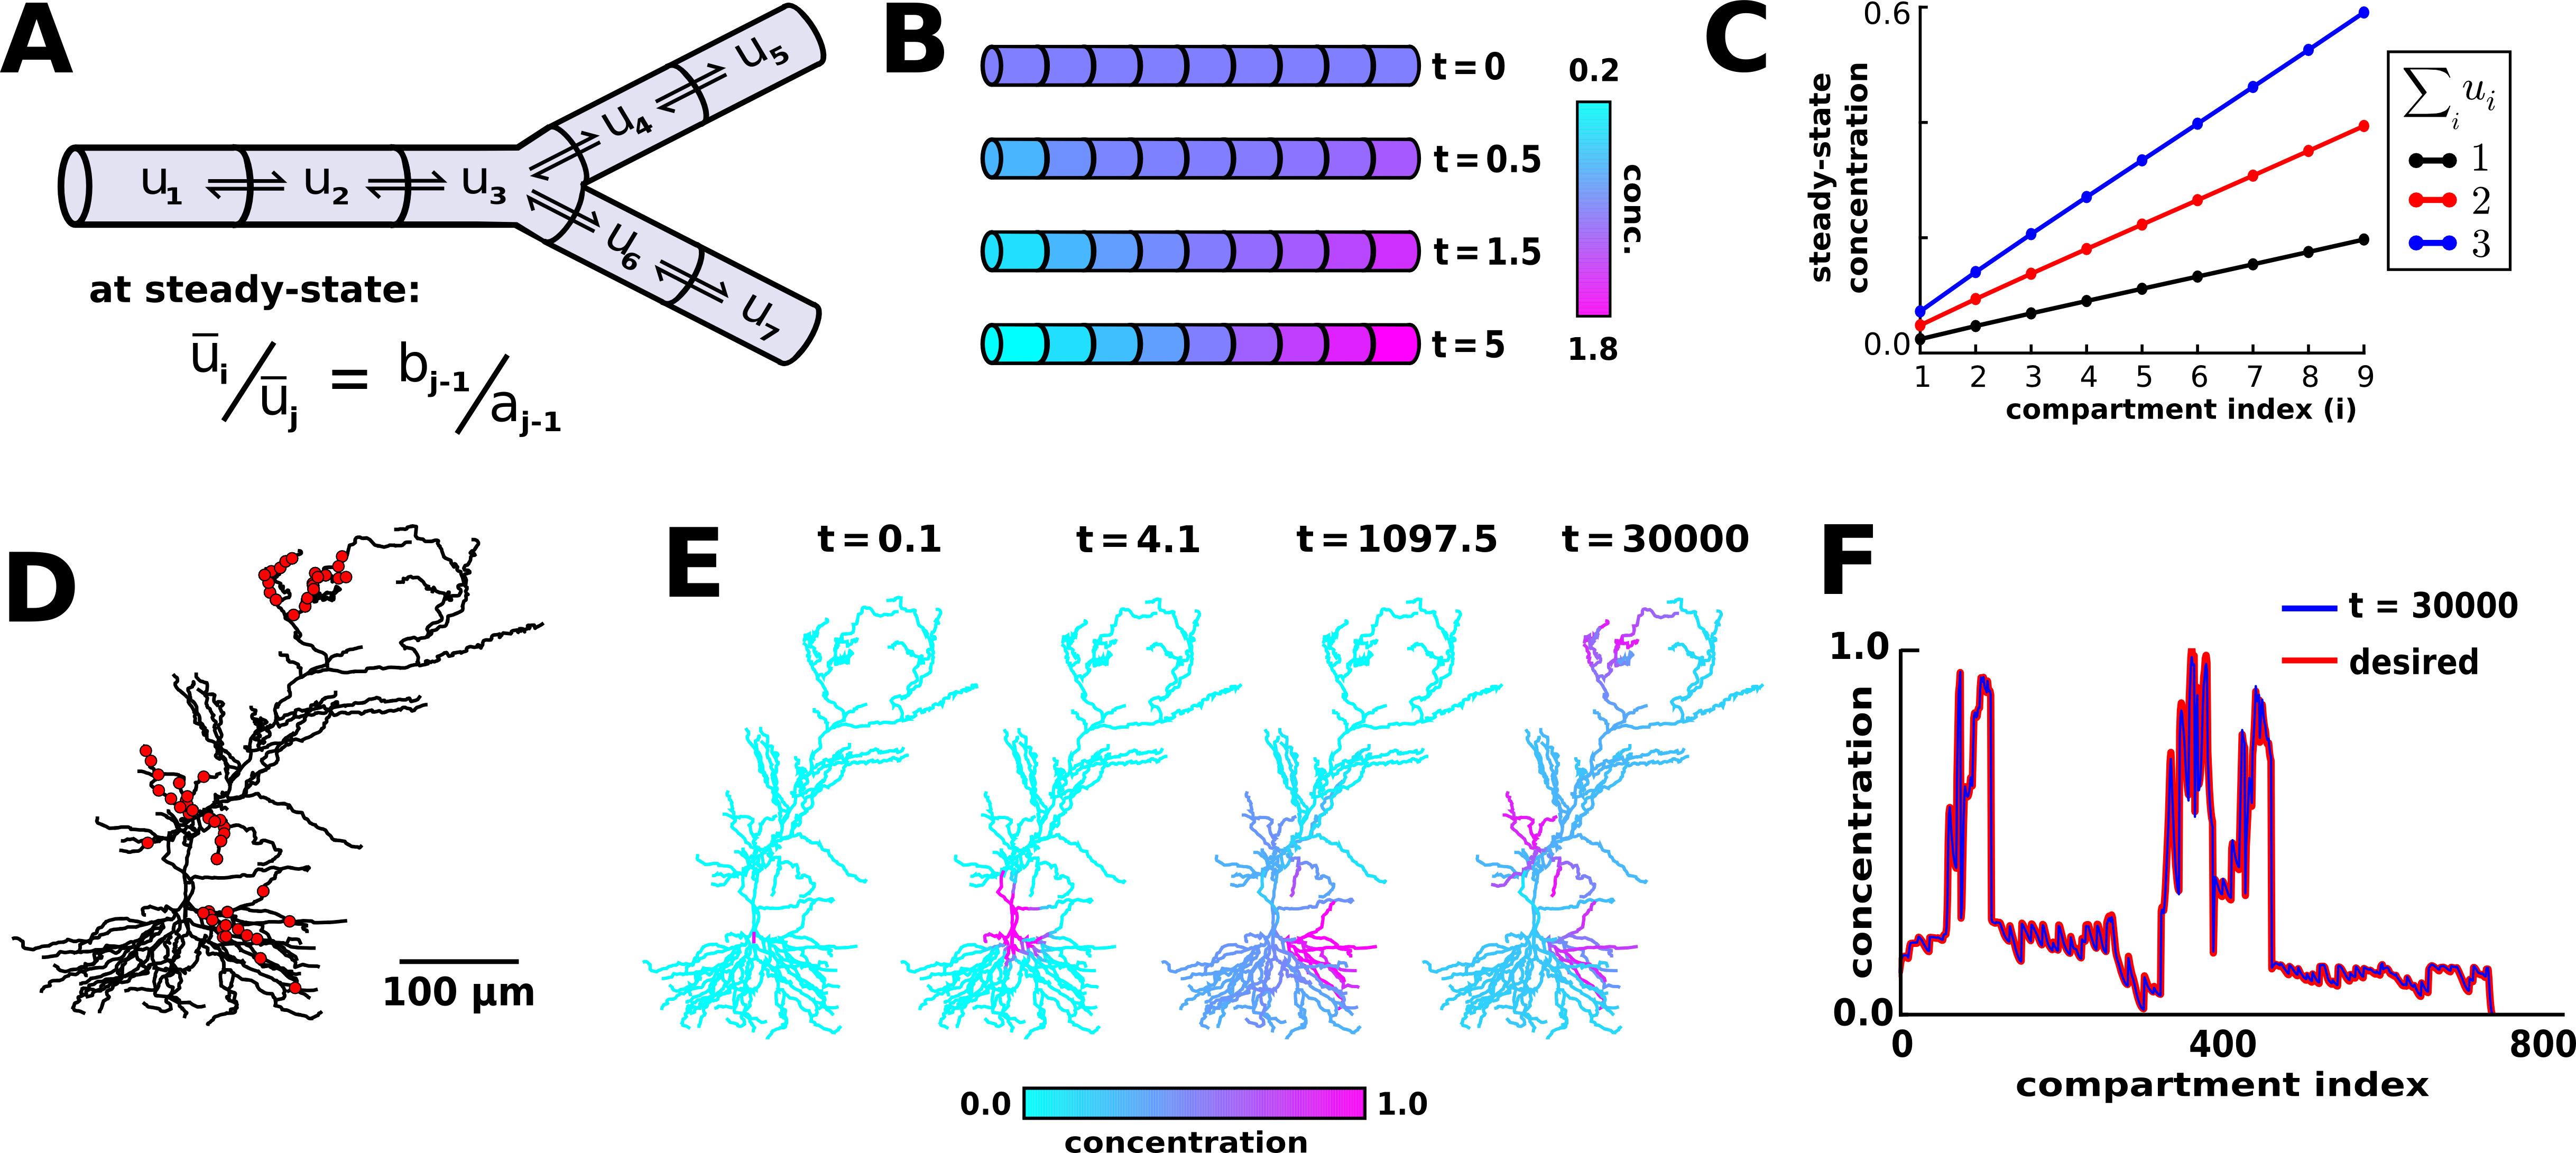 A
u1 ⇌ u2 ⇌ u3
u4
u5
u6
u7
at steady-state:
ūi/ūj = bj-1/aj-1
B
t=0
t=0.5
t=1.5
t=5
0.2
conc.
1.8
C
steady-state
concentration
0.6
0.0
1 2 3 4 5 6 7 8 9
compartment index (i)
∑i ui
1
2
3
D
100 μm
E
t=0.1 t=4.1 t=1097.5 t=30000
0.0 1.0
concentration
F
t = 30000
desired
concentration
1.0
0.0
0 400 800
compartment index